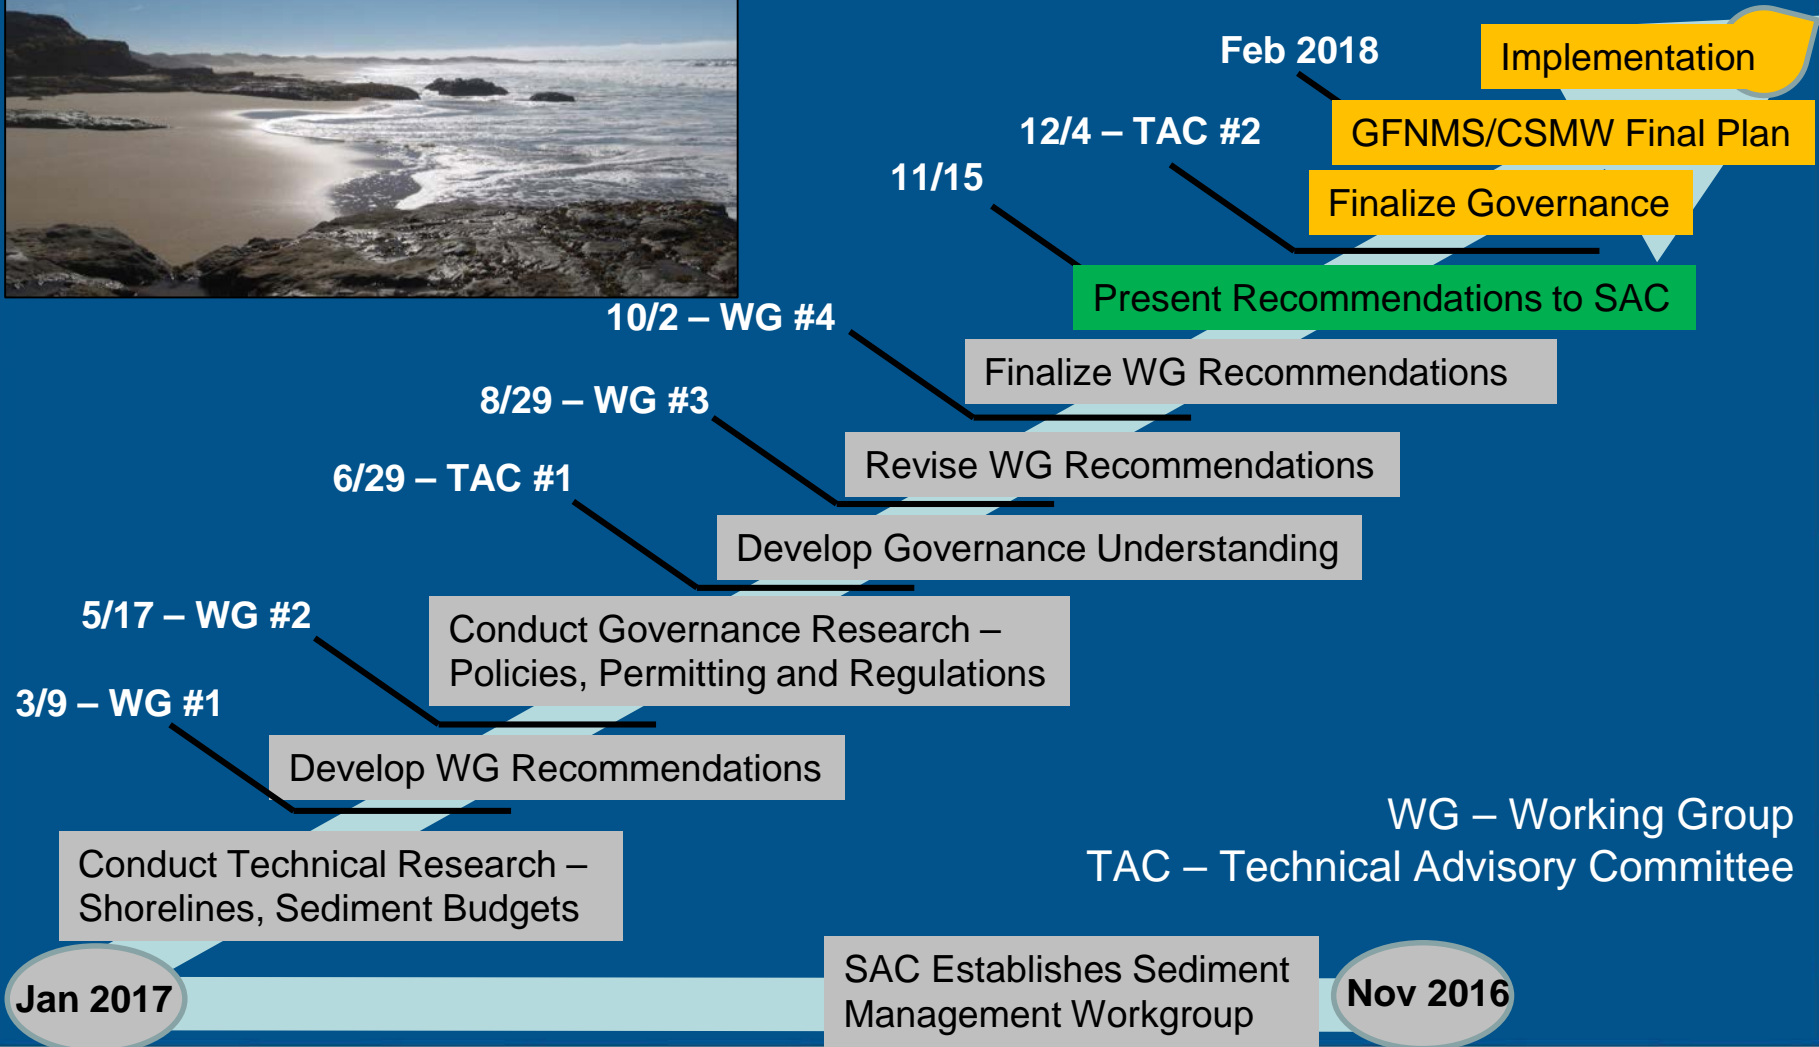 Feb 2018
Implementation
12/4 – TAC #2
GFNMS/CSMW Final Plan
11/15
Finalize Governance
Present Recommendations to SAC
10/2 – WG #4
Finalize WG Recommendations
8/29 – WG #3
Revise WG Recommendations
6/29 – TAC #1
Develop Governance Understanding
5/17 – WG #2
Conduct Governance Research –
Policies, Permitting and Regulations
3/9 – WG #1
Develop WG Recommendations
WG – Working Group
TAC – Technical Advisory Committee
Conduct Technical Research –
Shorelines, Sediment Budgets
Jan 2017
SAC Establishes Sediment
Management Workgroup
Nov 2016